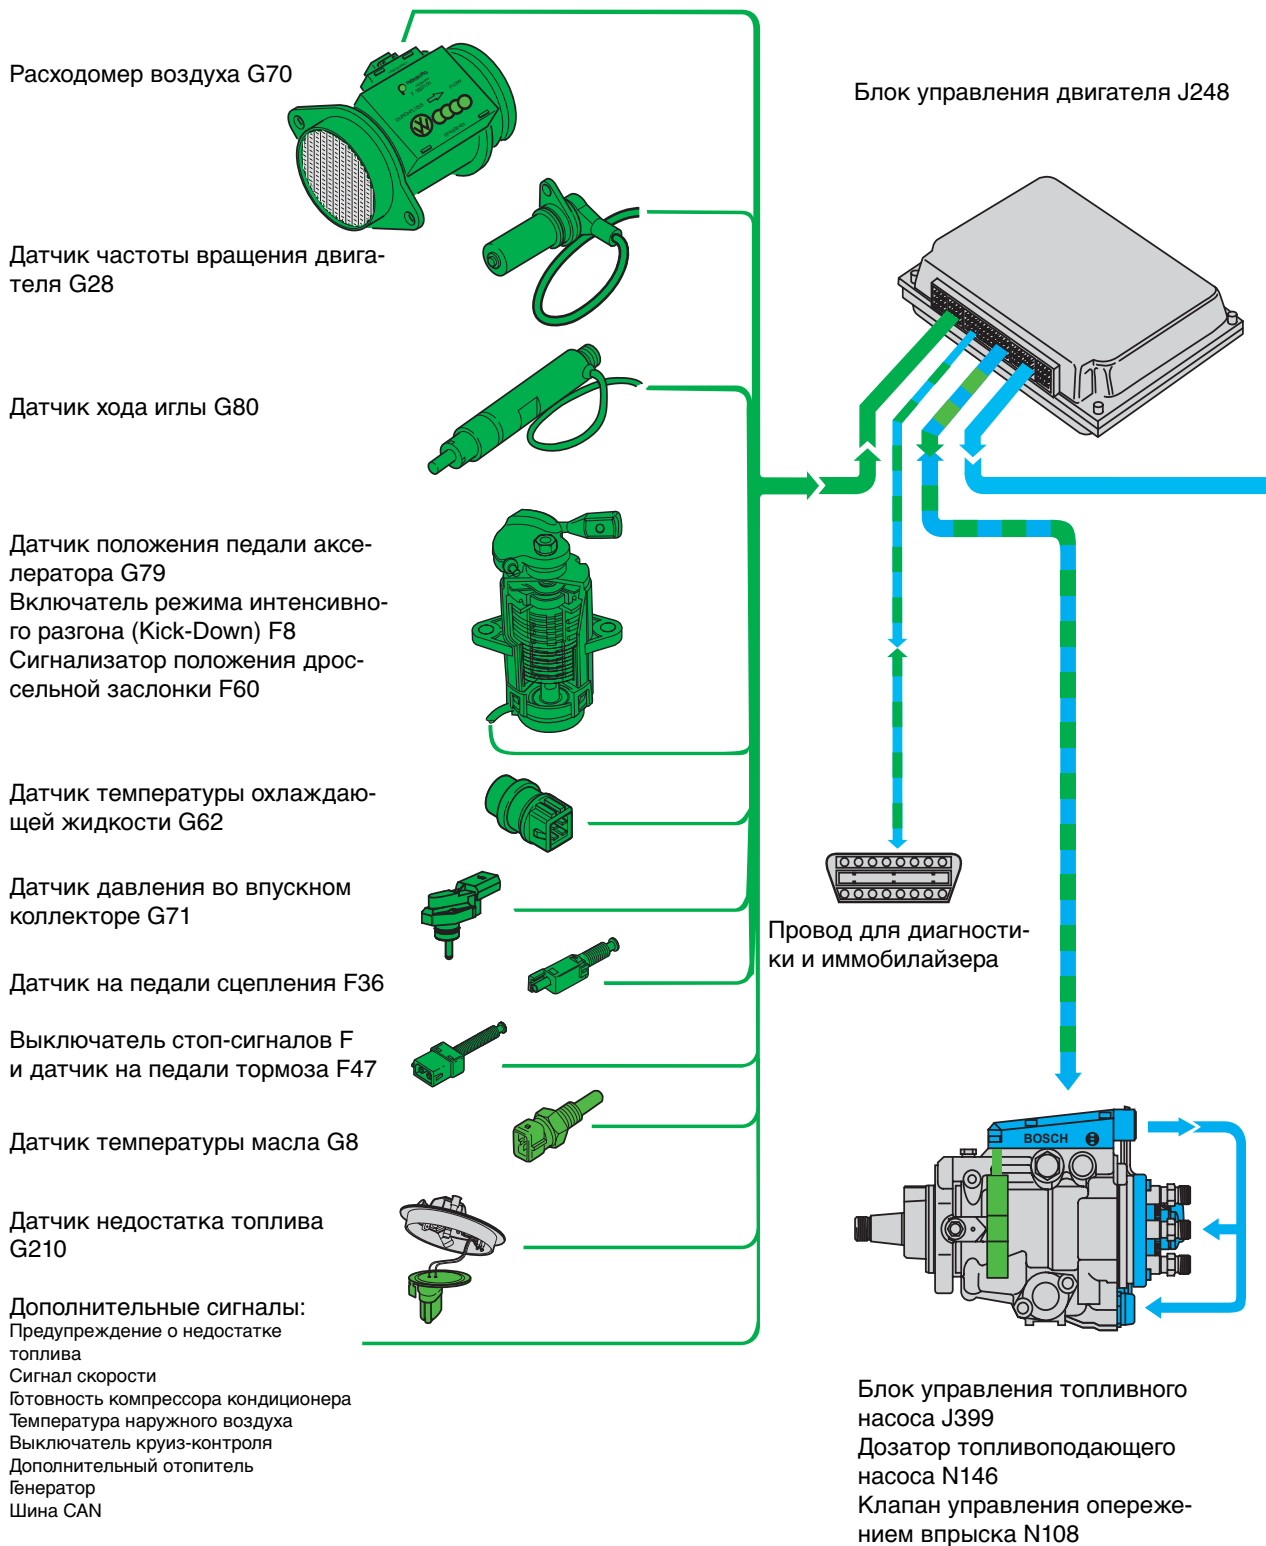 Расходомер воздуха G70
Блок управления двигателя J248
Датчик частоты вращения двига-
теля G28
Датчик хода иглы G80
Датчик положения педали аксе-
лератора G79
Включатель режима интенсивно-
го разгона (Kick-Down) F8
Сигнализатор положения дрос-
сельной заслонки F60
Датчик температуры охлаждаю-
щей жидкости G62
Датчик давления во впускном
коллекторе G71
Провод для диагности-
ки и иммобилайзера
Датчик на педали сцепления F36
Выключатель стоп-сигналов F
и датчик на педали тормоза F47
BOSCH
Датчик температуры масла G8
Датчик недостатка топлива
G210
Дополнительные сигналы:
Предупреждение о недостатке
топлива
Сигнал скорости
Готовность компрессора кондиционера
Температура наружного воздуха
Выключатель круиз-контроля
Дополнительный отопитель
Генератор
Шина CAN
Блок управления топливного
насоса J399
Дозатор топливоподающего
насоса N146
Клапан управления опереже-
нием впрыска N108